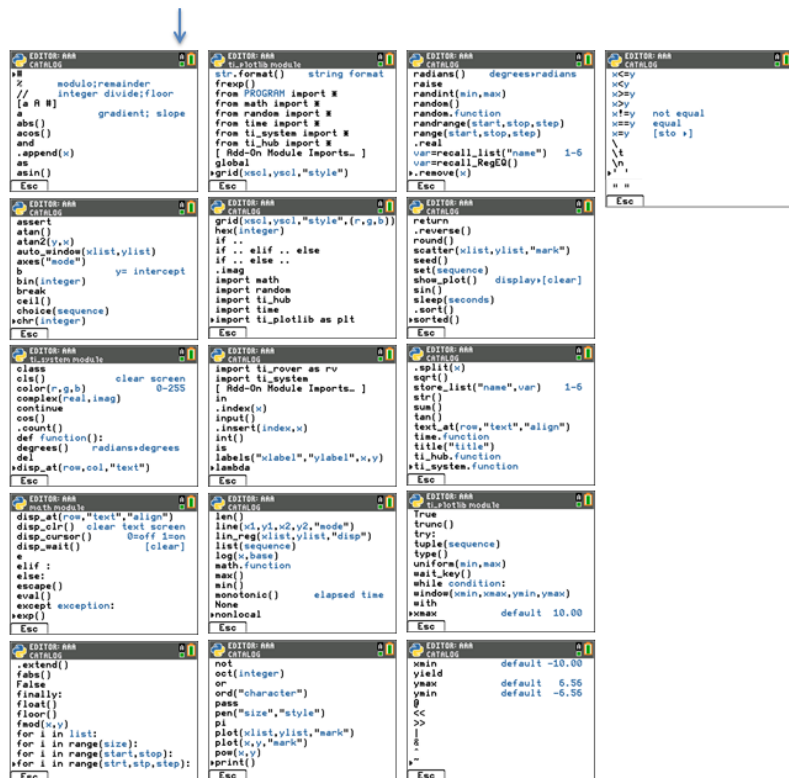 EDITOR: AAA
CATALOG
#
% modulo;remainder
// integer divide;floor
[a A #]
a gradient; slope
abs()
acos()
and
.append(x)
as
asin()
Esc
EDITOR: AAA
CATALOG
assert
atan()
atan2(y,x)
auto_window(xlist,ylist)
axes("mode")
b y= intercept
bin(integer)
break
ceil()
choice(sequence)
▸chr(integer)
Esc
EDITOR: AAA
ti_system module
class
cls() clear screen
color(r,g,b) 0-255
complex(real,imag)
continue
cos()
.count()
def function():
degrees() radians▸degrees
del
▸disp_at(row,col,"text")
Esc
EDITOR: AAA
math module
disp_at(row,"text","align")
disp_clr() clear text screen
disp_cursor() 0=off 1=on
disp_wait() [clear]
e
elif :
else:
escape()
eval()
except exception:
▸exp()
Esc
EDITOR: AAA
CATALOG
.extend()
fabs()
False
finally:
float()
floor()
fmod(x,y)
for i in list:
for i in range(size):
for i in range(start,stop):
▸for i in range(strt,stp,step):
Esc
EDITOR: AAA
ti_plotlib module
str.format() string format
frexp()
from PROGRAM import *
from math import *
from random import *
from time import *
from ti_system import *
from ti_hub import *
[ Add-On Module Imports… ]
global
▸grid(xscl,yscl,"style")
Esc
EDITOR: AAA
CATALOG
grid(xscl,yscl,"style",(r,g,b))
hex(integer)
if ..
if .. elif .. else
if .. else ..
.imag
import math
import random
import ti_hub
import time
▸import ti_plotlib as plt
Esc
EDITOR: AAA
CATALOG
import ti_rover as rv
import ti_system
[ Add-On Module Imports… ]
in
.index(x)
input()
.insert(index,x)
int()
is
labels("xlabel","ylabel",x,y)
▸lambda
Esc
EDITOR: AAA
CATALOG
len()
line(x1,y1,x2,y2,"mode")
lin_reg(xlist,ylist,"disp")
list(sequence)
log(x,base)
math.function
max()
min()
monotonic() elapsed time
None
▸nonlocal
Esc
EDITOR: AAA
CATALOG
not
oct(integer)
or
ord("character")
pass
pen("size","style")
pi
plot(xlist,ylist,"mark")
plot(x,y,"mark")
pow(x,y)
▸print()
Esc
EDITOR: AAA
CATALOG
radians() degrees▸radians
raise
randint(min,max)
random()
random.function
randrange(start,stop,step)
range(start,stop,step)
.real
var=recall_list("name") 1-6
var=recall_RegEQ()
▸.remove(x)
Esc
EDITOR: AAA
CATALOG
return
.reverse()
round()
scatter(xlist,ylist,"mark")
seed()
set(sequence)
show_plot() display▸[clear]
sin()
sleep(seconds)
.sort()
▸sorted()
Esc
EDITOR: AAA
CATALOG
.split(x)
sqrt()
store_list("name",var) 1-6
str()
sum()
tan()
text_at(row,"text","align")
time.function
title("title")
ti_hub.function
▸ti_system.function
Esc
EDITOR: AAA
ti_plotlib module
True
trunc()
try:
tuple(sequence)
type()
uniform(min,max)
wait_key()
while condition:
window(xmin,xmax,ymin,ymax)
with
▸xmax default 10.00
Esc
EDITOR: AAA
CATALOG
xmin default -10.00
yield
ymax default 6.56
ymin default -6.56
@
<<
>>
|
&
^
▸~
Esc
EDITOR: AAA
CATALOG
x<=y
x<y
x>=y
x>y
x!=y not equal
x==y equal
x=y [sto ▸]
\
\t
\n
▸' '
" "
Esc